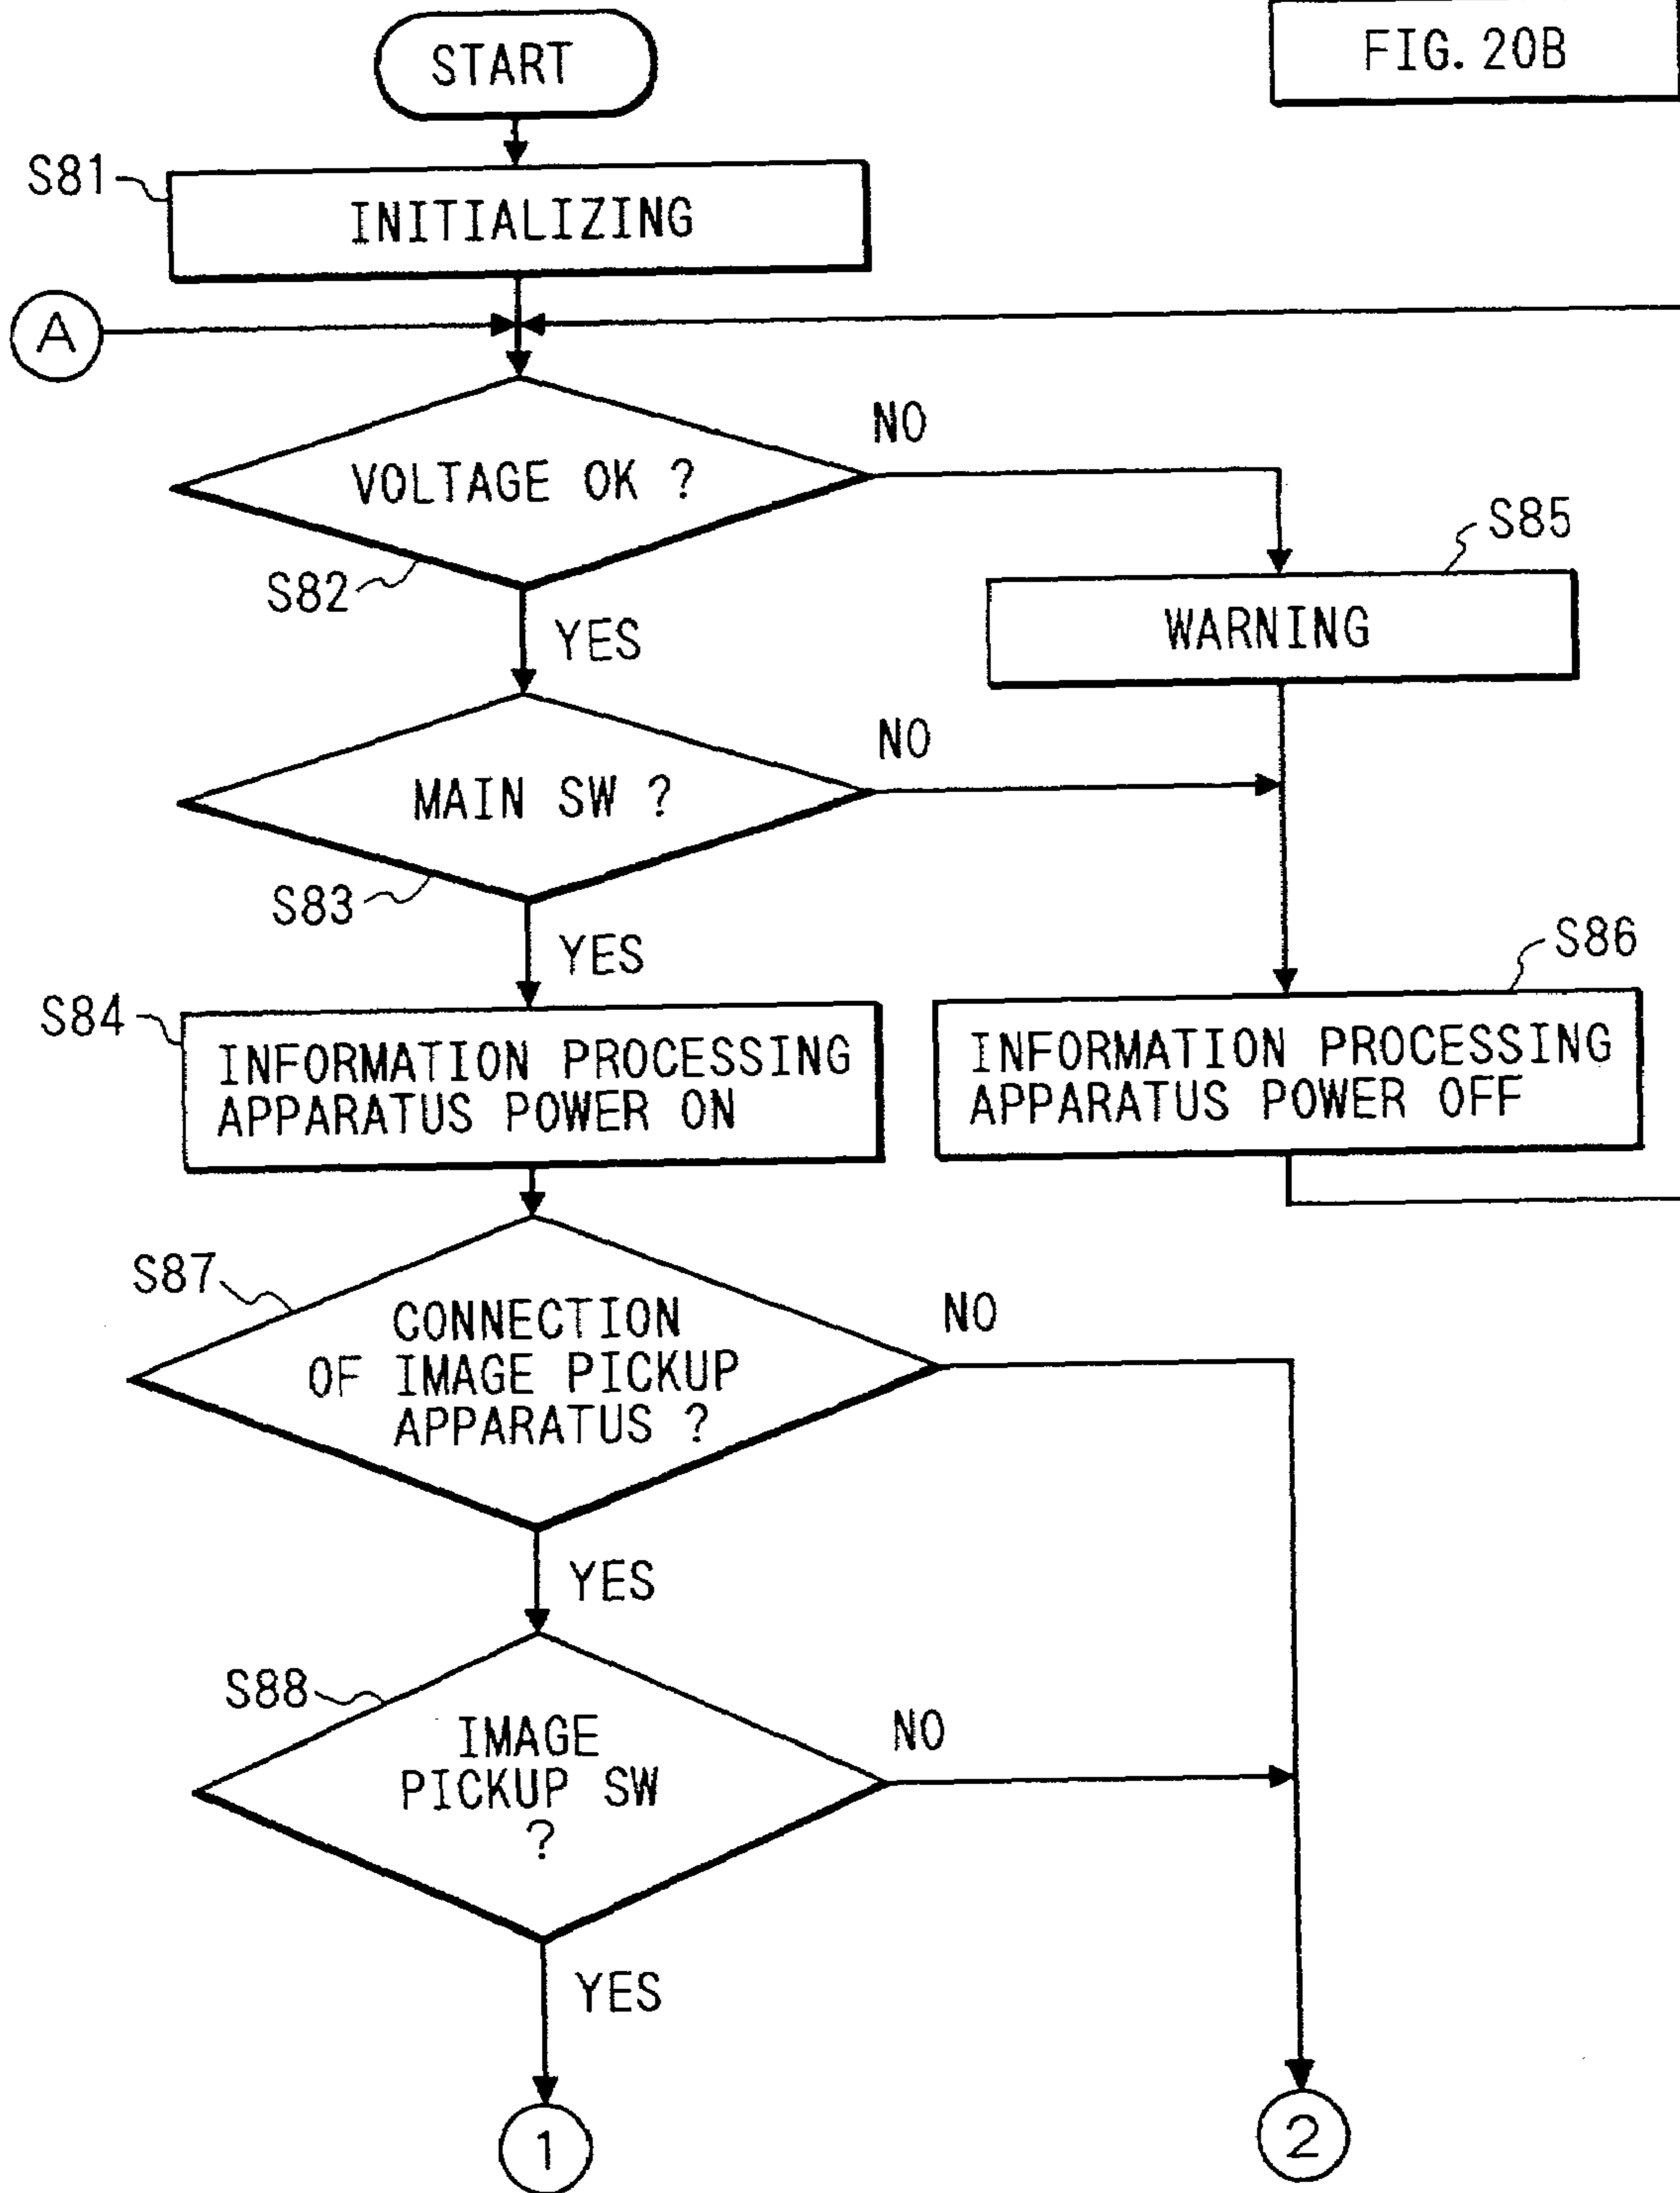 FIG. 20B
START
S81
INITIALIZING
A
NO
VOLTAGE OK ?
S85
S82
YES
WARNING
NO
MAIN SW ?
S83
YES
S86
S84
INFORMATION PROCESSING
APPARATUS POWER ON
INFORMATION PROCESSING
APPARATUS POWER OFF
S87
NO
CONNECTION
OF IMAGE PICKUP
APPARATUS ?
YES
S88
NO
IMAGE
PICKUP SW
?
YES
1
2